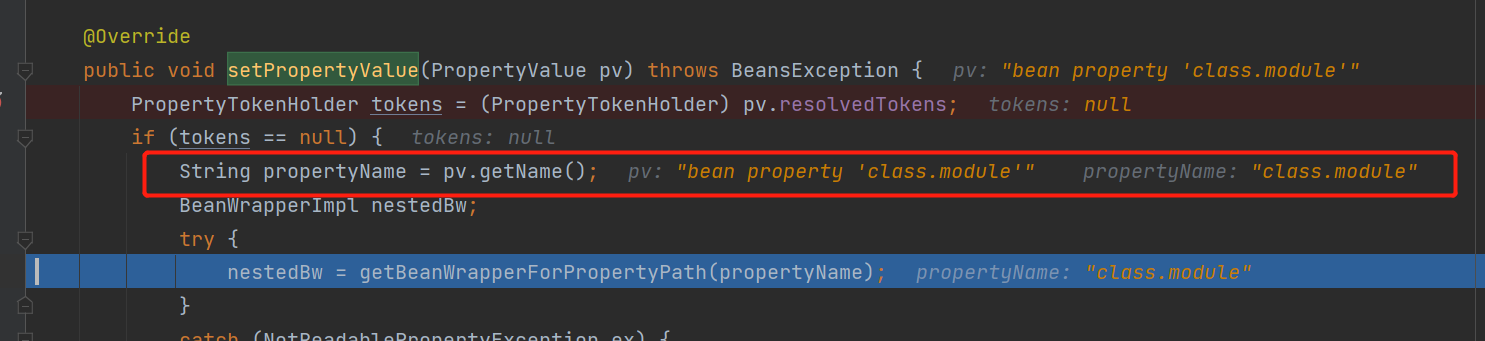 @Override
public void setPropertyValue(PropertyValue pv) throws BeansException {   pv: "bean property 'class.module'"
PropertyTokenHolder tokens = (PropertyTokenHolder) pv.resolvedTokens;   tokens: null
if (tokens == null) {   tokens: null
String propertyName = pv.getName();   pv: "bean property 'class.module'"   propertyName: "class.module"
BeanWrapperImpl nestedBw;
try {
nestedBw = getBeanWrapperForPropertyPath(propertyName);   propertyName: "class.module"
}
catch (NotReadablePropertyException ex) {